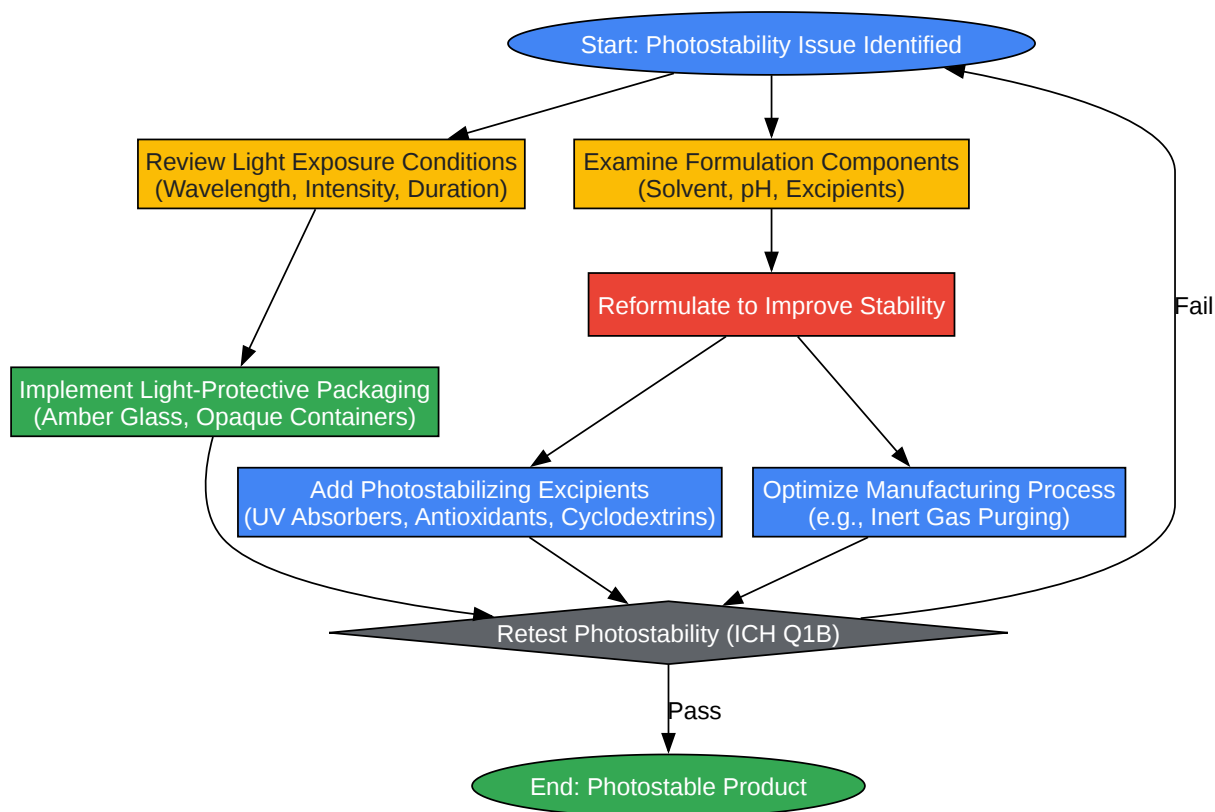 Start: Photostability Issue Identified
Review Light Exposure Conditions
(Wavelength, Intensity, Duration)
Examine Formulation Components
(Solvent, pH, Excipients)
Reformulate to Improve Stability
Fail
Implement Light-Protective Packaging
(Amber Glass, Opaque Containers)
Add Photostabilizing Excipients
(UV Absorbers, Antioxidants, Cyclodextrins)
Optimize Manufacturing Process
(e.g., Inert Gas Purging)
Retest Photostability (ICH Q1B)
Pass
End: Photostable Product